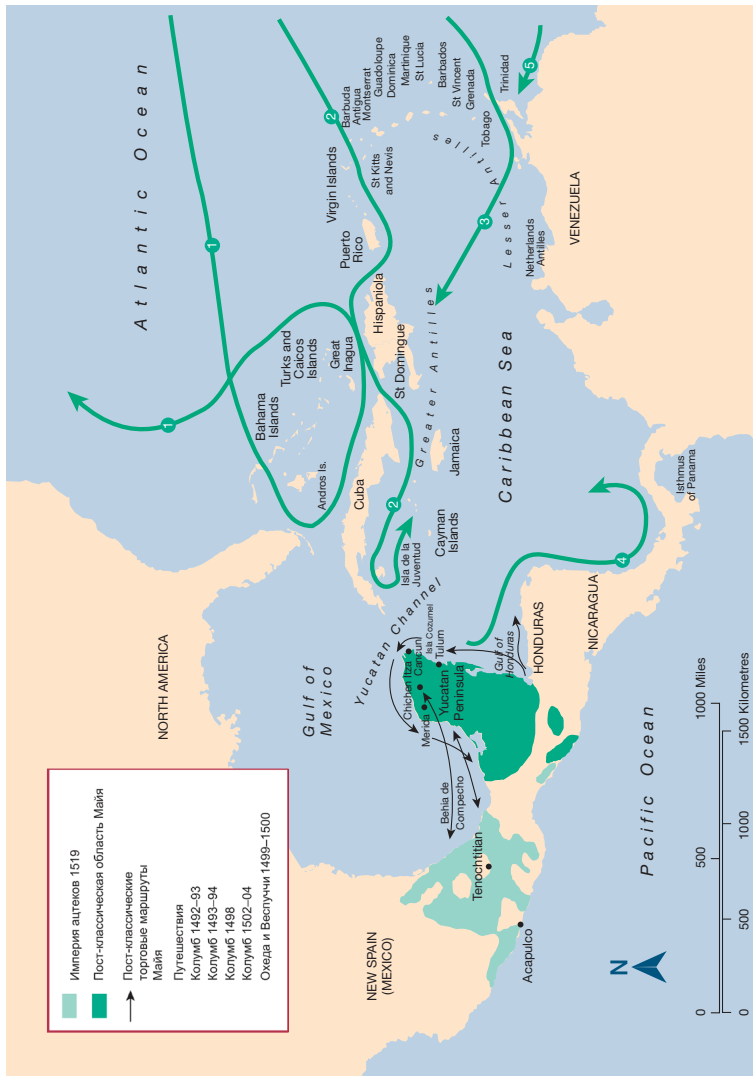 Империя ацтеков 1519
Пост-классическая область Майя
Пост-классические
торговые маршруты
Майя
Путешествия
Колумб 1492–93
Колумб 1493–94
Колумб 1498
Колумб 1502–04
Охеда и Веспуччи 1499–1500
NORTH AMERICA
Atlantic Ocean
1
1
2
2
3
4
5
Gulf of
Mexico
Yucatan Channel
Bahama
Islands
Turks and
Caicos
Islands
Great
Inagua
Andros Is.
Cuba
Isla de la
Juventud
Cayman
Islands
Jamaica
Greater Antilles
Hispaniola
St Domingue
Puerto
Rico
Virgin Islands
St Kitts
and Nevis
Barbuda
Antigua
Montserrat
Guadoloupe
Dominica
Martinique
St Lucia
Barbados
St Vincent
Grenada
Tobago
Trinidad
Lesser Antilles
Netherlands
Antilles
VENEZUELA
Caribbean Sea
Isthmus
of Panama
NICARAGUA
HONDURAS
Gulf of
Honduras
Chichen Itza
Cancun
Isla Cozumel
Tulum
Merida
Yucatan
Peninsula
Behia de
Compecho
Tenochtitian
NEW SPAIN
(MEXICO)
Acapulco
Pacific Ocean
N
0 500 1000 Miles
0 500 1000 1500 Kilometres